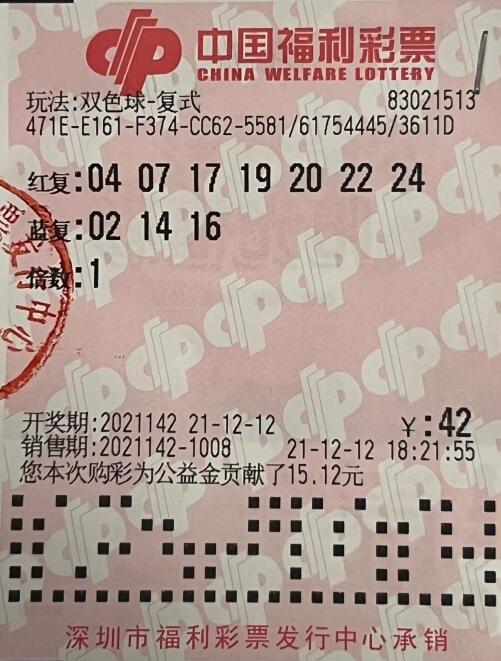 中国福利彩票
CHINA WELFARE LOTTERY
玩法:双色球-复式 83021513
471E-E161-F374-CC62-5581/61754445/3611D
红复:04 07 17 19 20 22 24
蓝复:02 14 16
倍数:1
开奖期:2021142 21-12-12 ¥:42
销售期:2021142-1008 21-12-12 18:21:55
您本次购彩为公益金贡献了15.12元
深圳市福利彩票发行中心承销